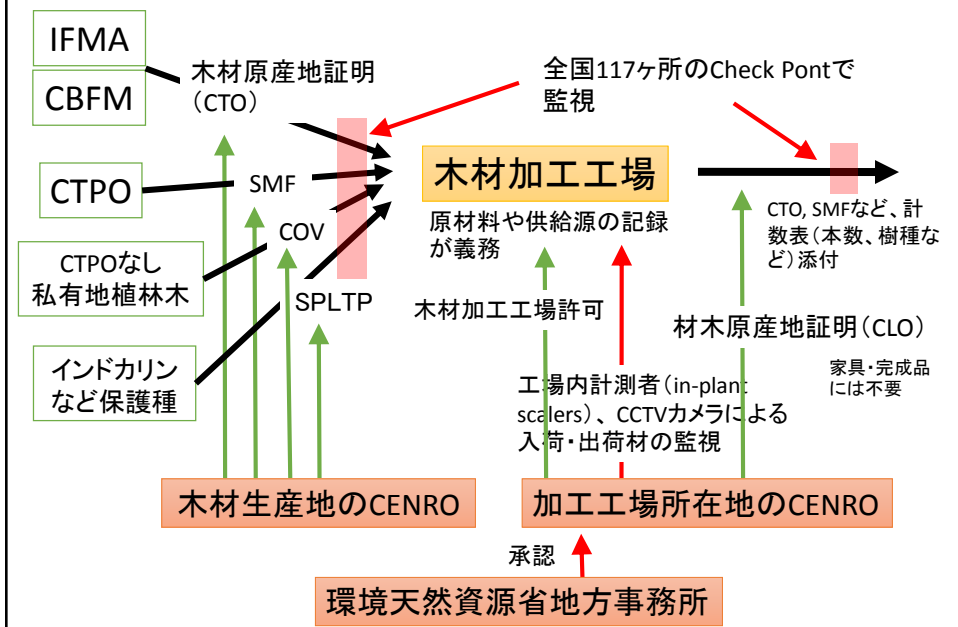 IFMA
CBFM
木材原産地証明
（CTO）
全国117ヶ所のCheck Pontで
監視
CTPO
SMF
木材加工工場
原材料や供給源の記録
が義務
CTO, SMFなど、計
数表（本数、樹種な
ど）添付
COV
CTPOなし
私有地植林木
SPLTP
木材加工工場許可
材木原産地証明（CLO）
家具・完成品
には不要
インドカリン
など保護種
工場内計測者（in-plant
scalers）、CCTVカメラによる
入荷・出荷材の監視
木材生産地のCENRO
加工工場所在地のCENRO
承認
環境天然資源省地方事務所